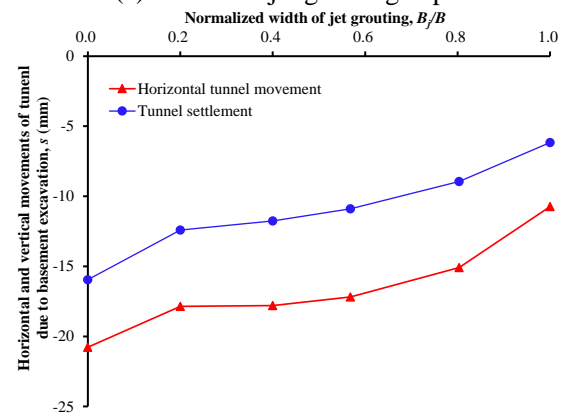 Normalized width of jet grouting, Bj/B
0.0 0.2 0.4 0.6 0.8 1.0
0
Horizontal tunnel movement
Tunnel settlement
-5
-10
-15
-20
-25
Horizontal and vertical movements of tunenl
due to basement excavation, s (mm)